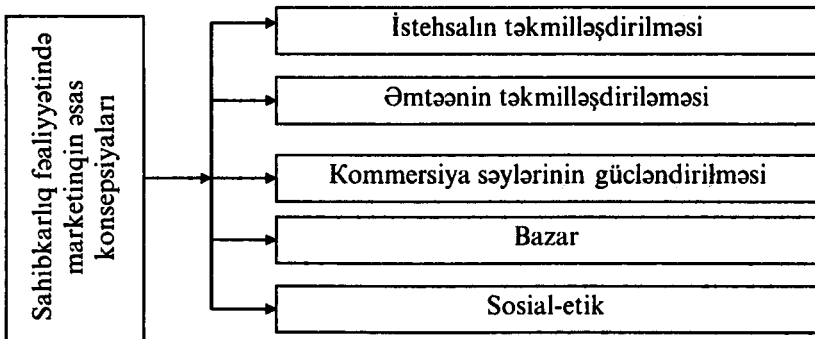 Sahibkarlıq fəaliyyətində
marketinqin əsas
konsepsiyaları
İstehsalın təkmilləşdirilməsi
Əmtəənin təkmilləşdiriləməsi
Kommersiya səylərinin gücləndirilməsi
Bazar
Sosial-etik